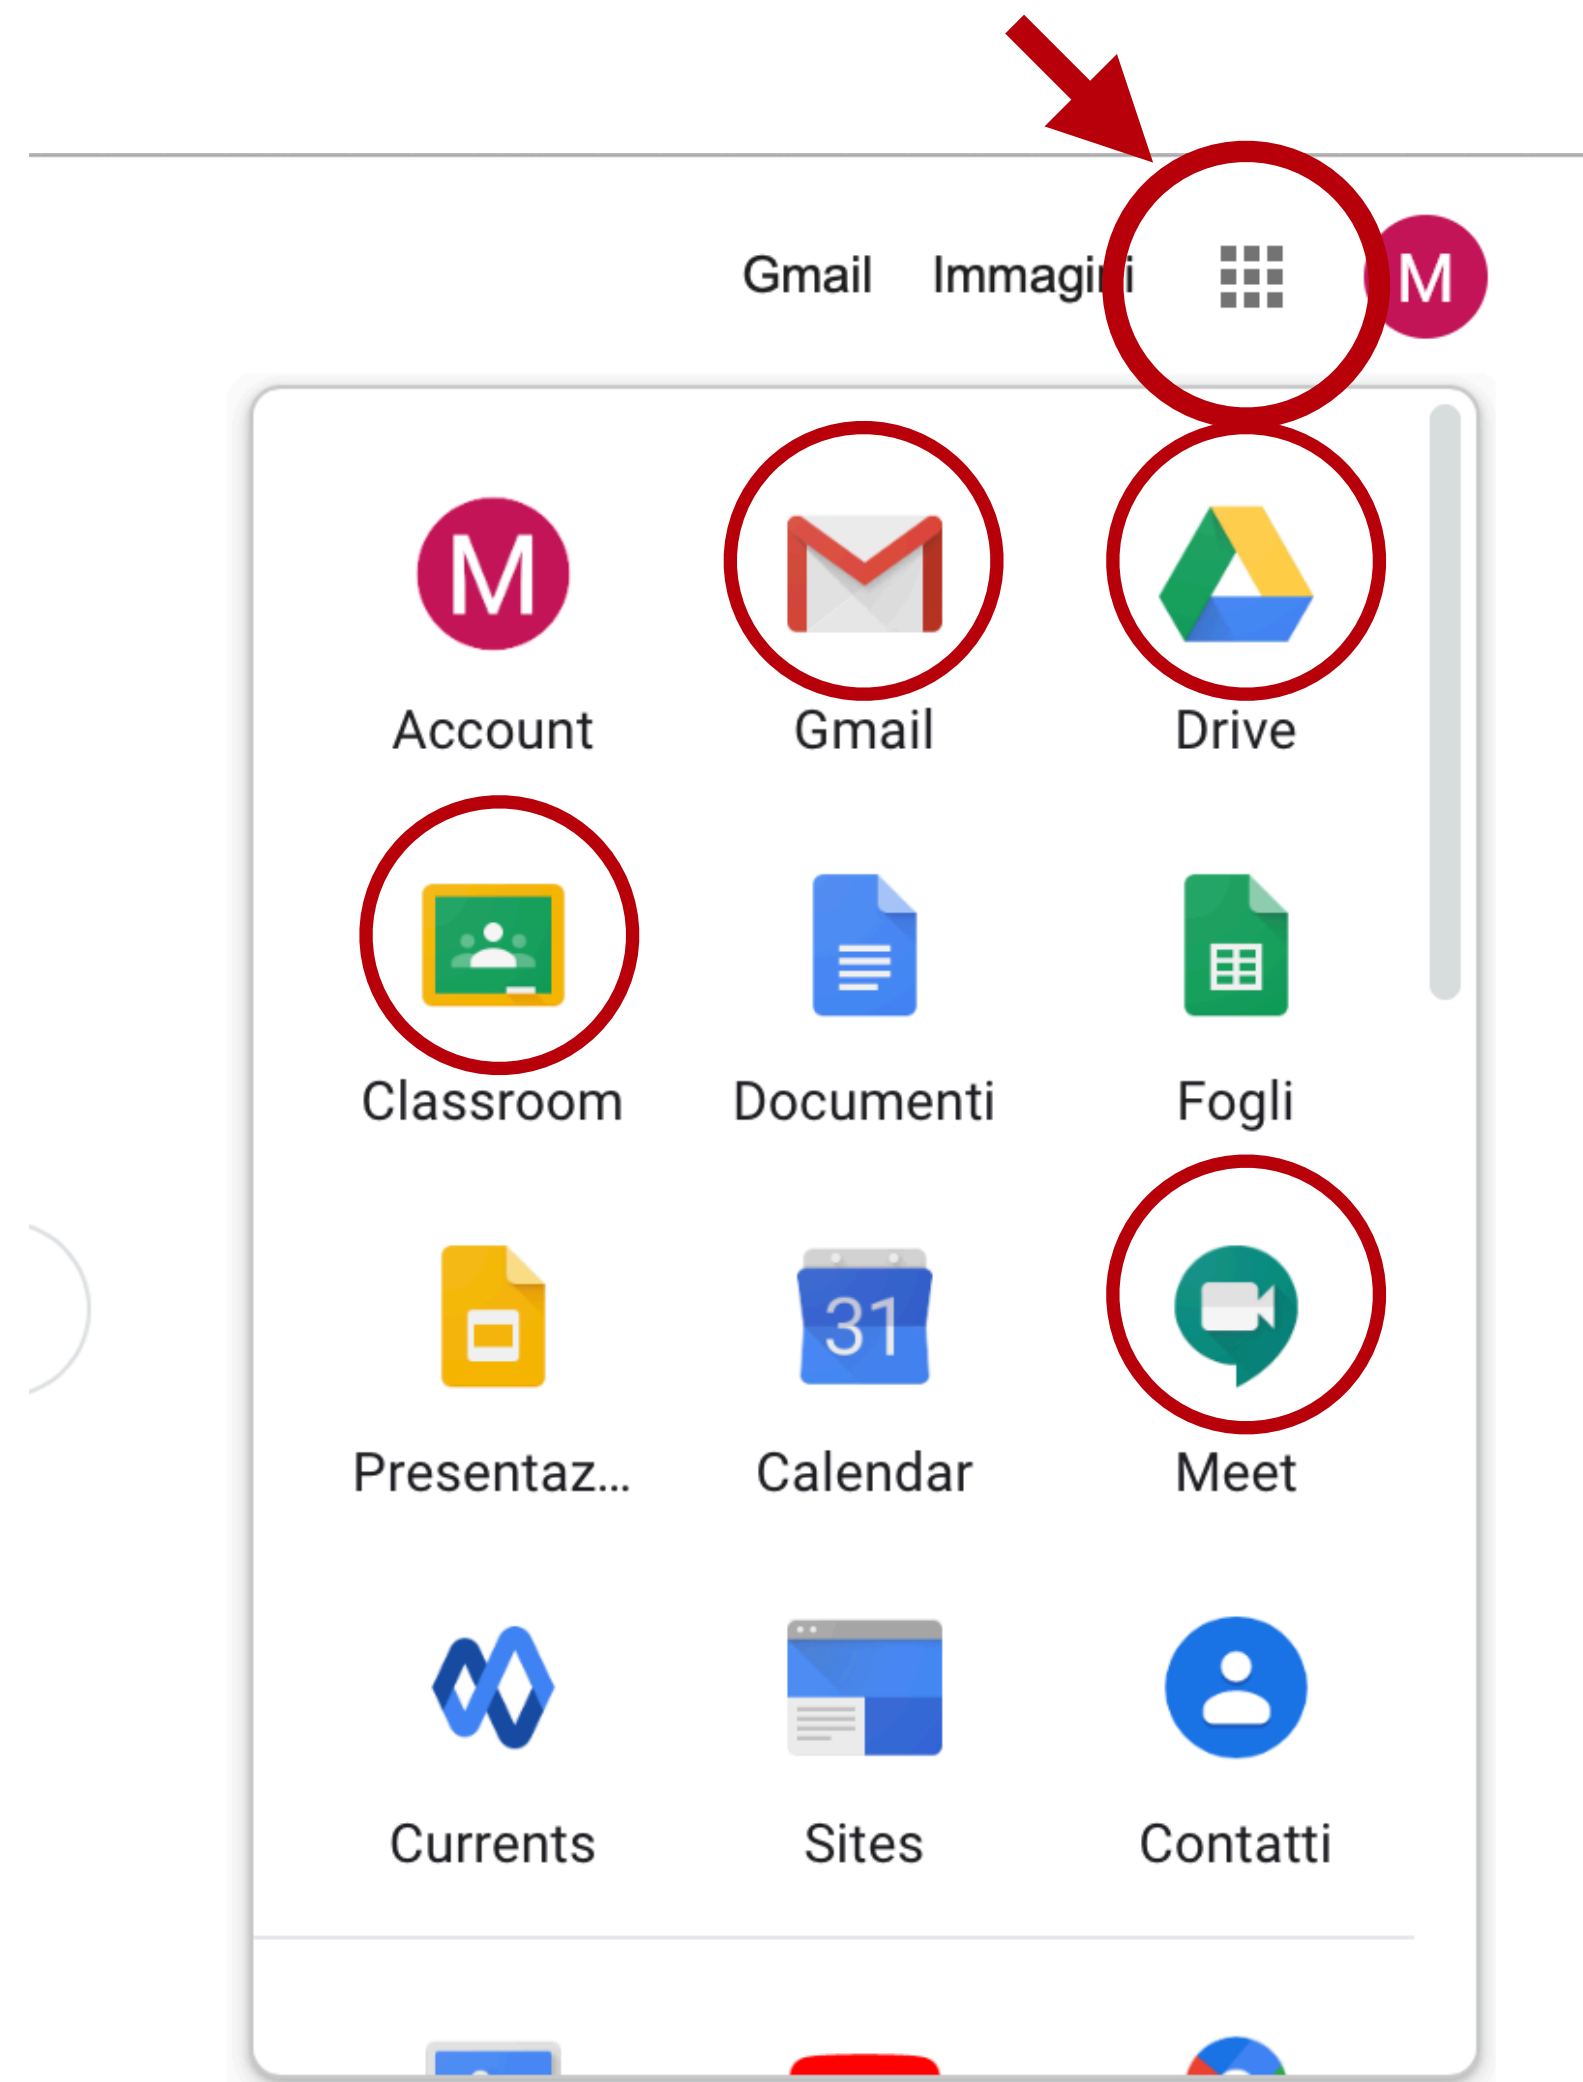 Gmail Immagini M
M
Account Gmail Drive
Classroom Documenti Fogli
31
Presentaz... Calendar Meet
Currents Sites Contatti